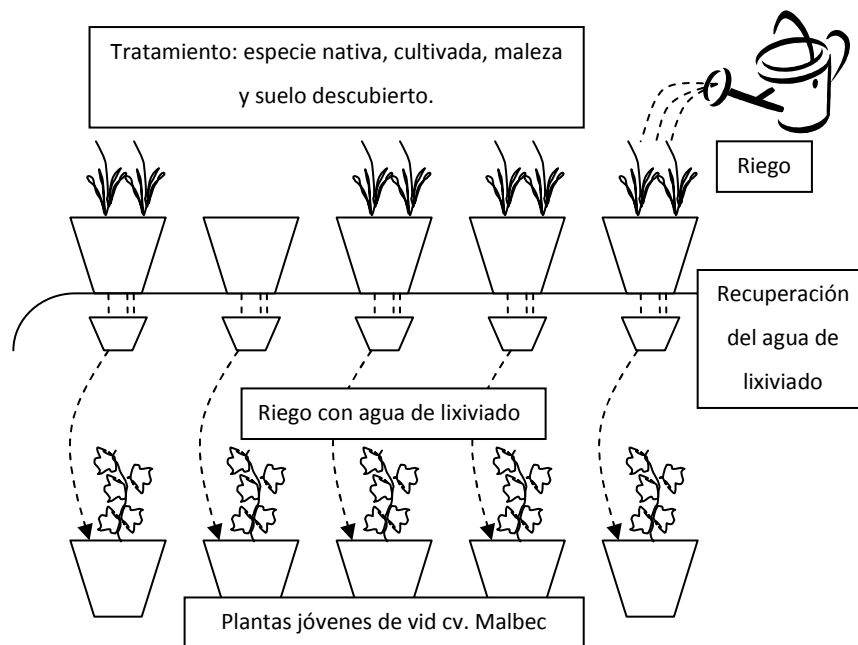 Tratamiento: especie nativa, cultivada, maleza
y suelo descubierto.
Riego
Recuperación
del agua de
lixiviado
Riego con agua de lixiviado
Plantas jóvenes de vid cv. Malbec